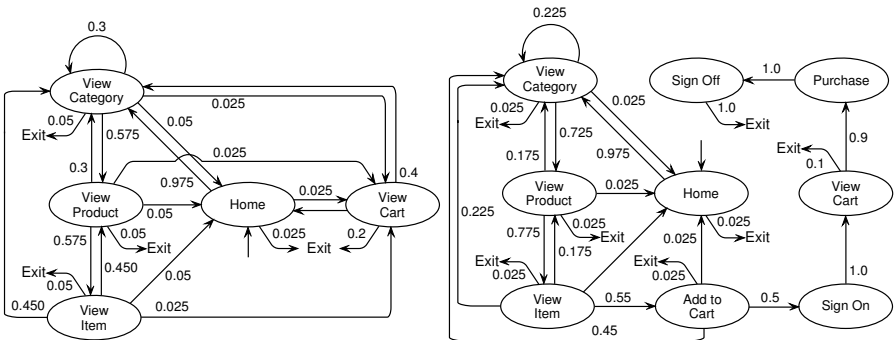 0.3
View
Category
0.05
0.025
0.05
Exit
0.575
0.3
0.025
0.975
0.4
View
Product
Home
0.025
View
Cart
0.05
0.575
0.05
Exit
0.025
Exit
0.2
0.450
Exit
0.05
0.05
0.450
View
Item
0.025
0.225
View
Category
Sign Off
1.0
Purchase
0.025
0.025
1.0
Exit
Exit
0.725
0.9
0.175
0.975
Exit
0.1
View
Product
0.025
Home
View
Cart
0.225
0.775
0.025
Exit
0.175
0.025
Exit
0.025
Exit
0.025
Exit
0.025
1.0
View
Item
0.55
Add to
Cart
0.5
Sign On
0.45